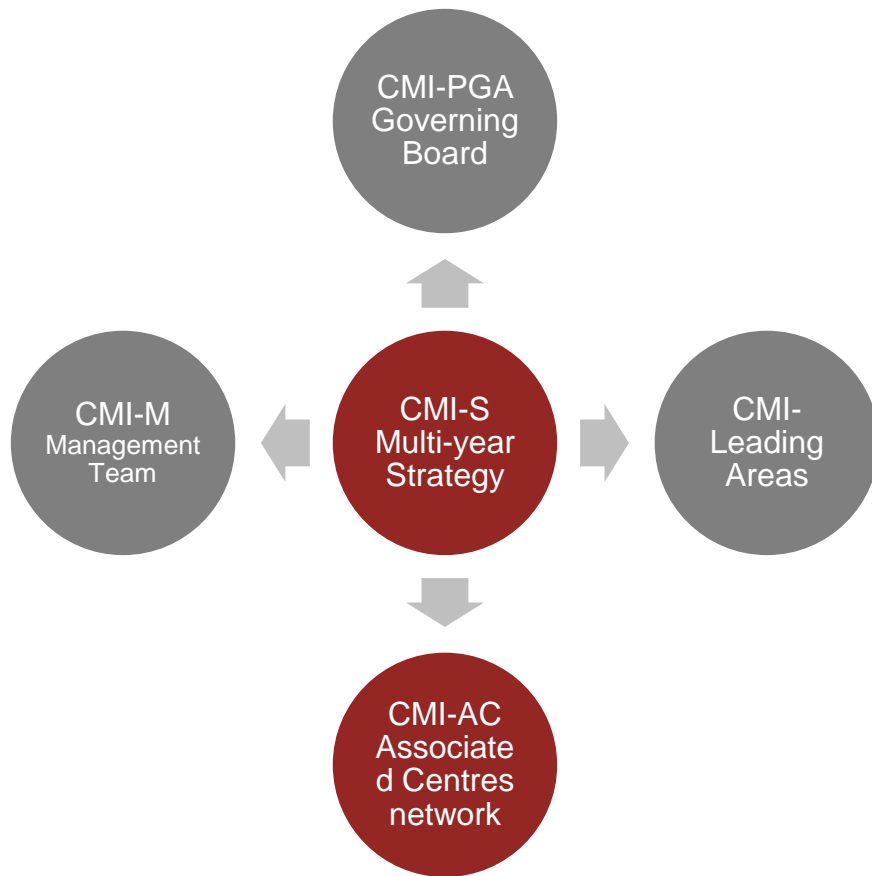 CMI-PGA
Governing
Board
CMI-M
Management
Team
CMI-S
Multi-year
Strategy
CMI-
Leading
Areas
CMI-AC
Associate
d Centres
network